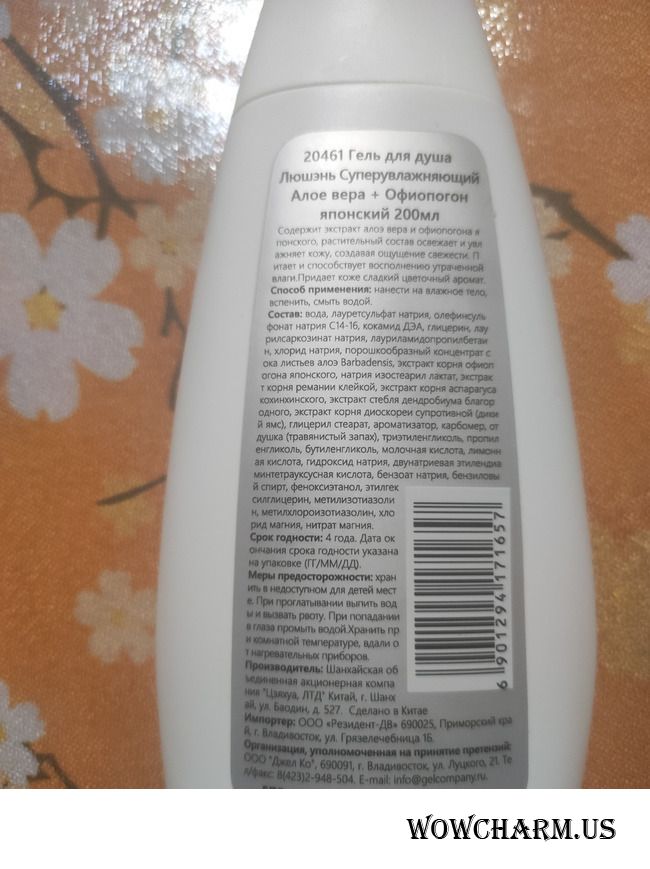 20461 Гель для душа
Люшэнь Суперувлажняющий
Алое вера + Офиопогон
японский 200мл
Содержит экстракт алоэ вера и офиопогона я
понского, растительный состав освежает и увл
ажняет кожу, создавая ощущение свежести. П
итает и способствует восполнению утраченной
влаги.Придает коже сладкий цветочный аромат.
Способ применения: нанести на влажное тело,
вспенить, смыть водой.
Состав: вода, лауретсульфат натрия, олефинсуль
фонат натрия С14-16, кокамид ДЭА, глицерин, лау
рилсаркозинат натрия, лауриламидопропилбетаи
н, хлорид натрия, порошкообразный концентрат с
ока листьев алоэ Barbadensis, экстракт корня офиоп
огона японского, натрия изостеарил лактат, экстрак
т корня ремании клейкой, экстракт корня аспарагуса
кохинхинского, экстракт стебля дендробиума благор
одного, экстракт корня диоскореи супротивной (дики
й ямс), глицерил стеарат, ароматизатор, карбомер, от
душка (травянистый запах), триэтиленгликоль, пропил
енгликоль, бутиленгликоль, молочная кислота, лимонн
ая кислота, гидроксид натрия, двунатриевая этиленди
минтетрауксусная кислота, бензоат натрия, бензиловы
й спирт, феноксиэтанол, этилгек
силглицерин, метилизотиазоли
н, метилхлороизотиазолин, хло
рид магния, нитрат магния.
Срок годности: 4 года. Дата ок
ончания срока годности указана
на упаковке (ГГ/ММ/ДД).
Меры предосторожности: хран
ить в недоступном для детей мест
е. При проглатывании выпить вод
ы и вызвать рвоту. При попадании
в глаза промыть водой.Хранить пр
и комнатной температуре, вдали о
т нагревательных приборов.
Производитель: Шанхайская об
ъединенная акционерная компа
ния "Цзяхуа, ЛТД" Китай, г. Шанх
ай, ул. Баодин, д. 527. Сделано в Китае
Импортер: ООО «Резидент-ДВ» 690025, Приморский кра
й, г. Владивосток, ул. Грязелечебница 1Б.
Организация, уполномоченная на принятие претензий:
ООО "Джел Ко", 690091, г. Владивосток, ул. Луцкого, 21. Те
л/факс: 8(423)2-948-504. E-mail: info@gelcompany.ru.
6 901294 171657
WOWCHARM.US